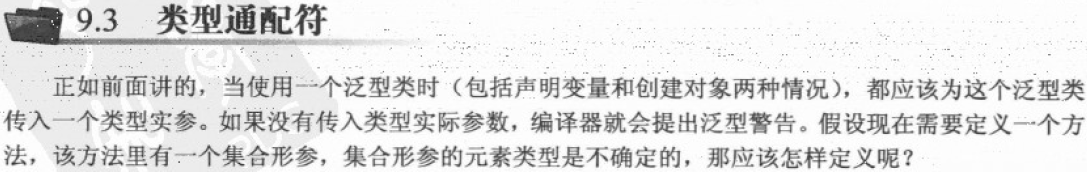 9.3 类型通配符
正如前面讲的，当使用一个泛型类时（包括声明变量和创建对象两种情况），都应该为这个泛型类
传入一个类型实参。如果没有传入类型实际参数，编译器就会提出泛型警告。假设现在需要定义一个方
法，该方法里有一个集合形参，集合形参的元素类型是不确定的，那应该怎样定义呢？